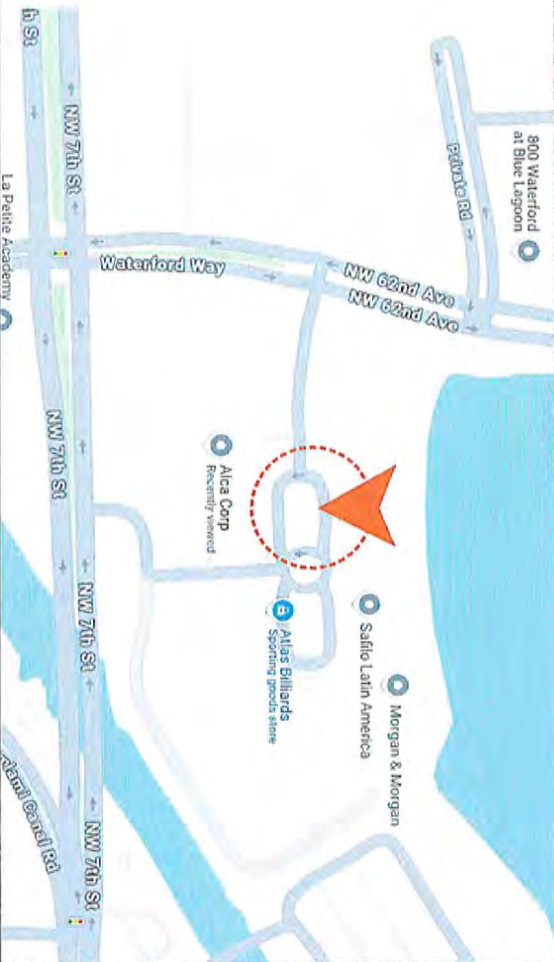 800 Waterford
at Blue Lagoon
Private Rd
NW 62nd Ave
NW 62nd Ave
Waterford Way
h St
NW 7th St
La Petite Academy
Alca Corp
Recently viewed
Atlas Billiards
Sporting goods store
Safilo Latin America
Morgan & Morgan
NW 7th St
NW 7th St
NW 7th St
iami Canal Rd